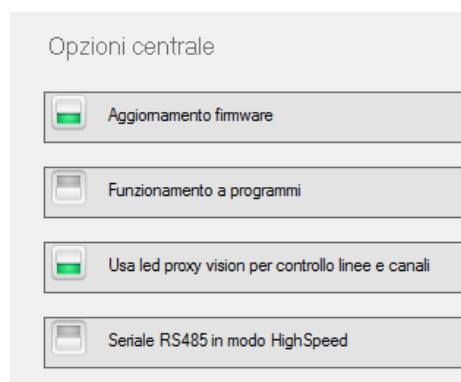 Opzioni centrale
Aggiornamento firmware
Funzionamento a programmi
Usa led proxy vision per controllo linee e canali
Seriale RS485 in modo HighSpeed